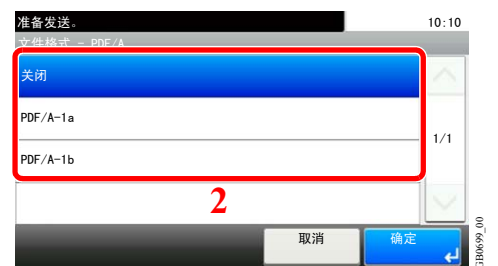 准备发送。 10:10
文件格式 - PDF/A
关闭
PDF/A-1a
1/1
PDF/A-1b
2
取消 确定
GB0699_00